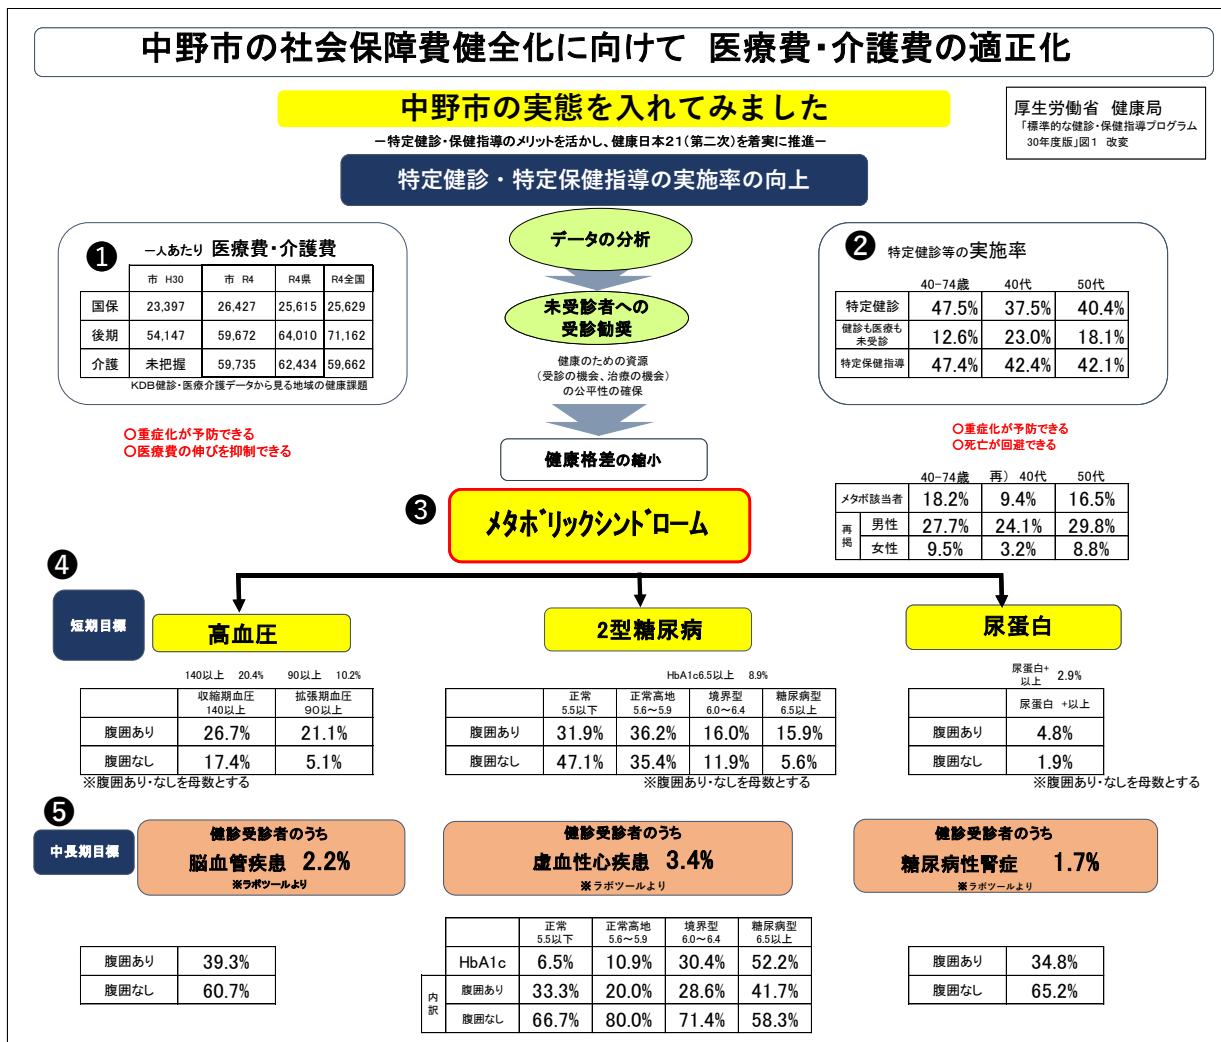 中野市の社会保障費健全化に向けて 医療費・介護費の適正化
中野市の実態を入れてみました
－特定健診・保健指導のメリットを活かし、健康日本21(第二次)を着実に推進－
厚生労働省 健康局
「標準的な健診・保健指導プログラム
30年度版」図1 改変
特定健診・特定保健指導の実施率の向上
❶ 一人あたり 医療費・介護費
市 H30 市 R4 R4県 R4全国
国保 23,397 26,427 25,615 25,629
後期 54,147 59,672 64,010 71,162
介護 未把握 59,735 62,434 59,662
KDB健診・医療介護データから見る地域の健康課題
○重症化が予防できる
○医療費の伸びを抑制できる
データの分析
未受診者への
受診勧奨
健康のための資源
(受診の機会、治療の機会)
の公平性の確保
健康格差の縮小
❷ 特定健診等の実施率
40-74歳 40代 50代
特定健診 47.5% 37.5% 40.4%
健診も医療も
未受診 12.6% 23.0% 18.1%
特定保健指導 47.4% 42.4% 42.1%
○重症化が予防できる
○死亡が回避できる
❸ メタボリックシンドローム
40-74歳 再) 40代 50代
メタボ該当者 18.2% 9.4% 16.5%
再掲 男性 27.7% 24.1% 29.8%
女性 9.5% 3.2% 8.8%
❹
短期目標
高血圧
140以上 20.4% 90以上 10.2%
収縮期血圧
140以上
拡張期血圧
90以上
腹囲あり 26.7% 21.1%
腹囲なし 17.4% 5.1%
※腹囲あり・なしを母数とする
2型糖尿病
HbA1c6.5以上 8.9%
正常 正常高地 境界型 糖尿病型
5.5以下 5.6～5.9 6.0～6.4 6.5以上
腹囲あり 31.9% 36.2% 16.0% 15.9%
腹囲なし 47.1% 35.4% 11.9% 5.6%
※腹囲あり・なしを母数とする
尿蛋白
尿蛋白+
以上 2.9%
尿蛋白 +以上
腹囲あり 4.8%
腹囲なし 1.9%
※腹囲あり・なしを母数とする
❺
中長期目標
健診受診者のうち
脳血管疾患 2.2%
※ラボツールより
腹囲あり 39.3%
腹囲なし 60.7%
健診受診者のうち
虚血性心疾患 3.4%
※ラボツールより
正常 正常高地 境界型 糖尿病型
5.5以下 5.6～5.9 6.0～6.4 6.5以上
HbA1c 6.5% 10.9% 30.4% 52.2%
内訳 腹囲あり 33.3% 20.0% 28.6% 41.7%
腹囲なし 66.7% 80.0% 71.4% 58.3%
健診受診者のうち
糖尿病性腎症 1.7%
※ラボツールより
腹囲あり 34.8%
腹囲なし 65.2%